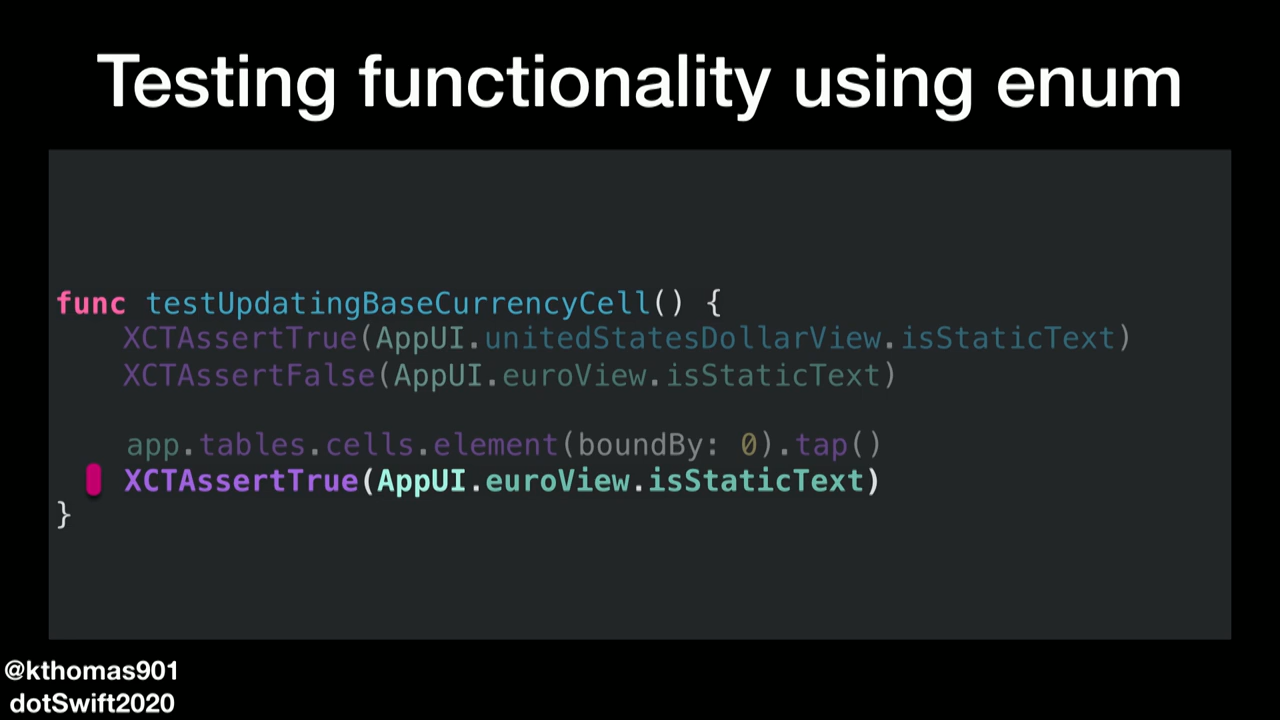 Testing functionality using enum
func testUpdatingBaseCurrencyCell() {
XCTAssertTrue(AppUI.unitedStatesDollarView.isStaticText)
XCTAssertFalse(AppUI.euroView.isStaticText)
app.tables.cells.element(boundBy: 0).tap()
XCTAssertTrue(AppUI.euroView.isStaticText)
}
@kthomas901
dotSwift2020